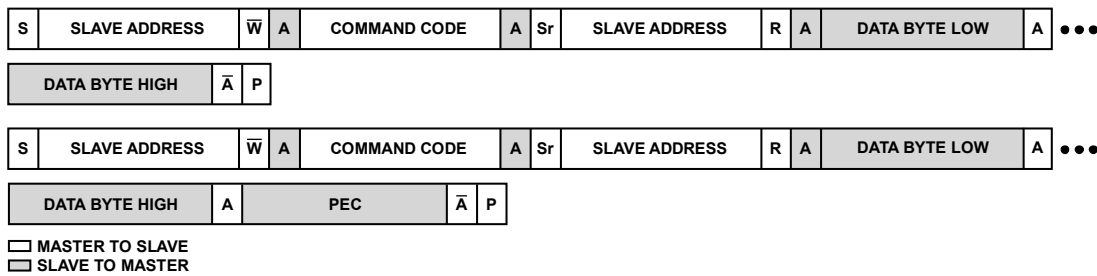 S SLAVE ADDRESS W̅ A COMMAND CODE A Sr SLAVE ADDRESS R A DATA BYTE LOW A •••
DATA BYTE HIGH A̅ P
S SLAVE ADDRESS W̅ A COMMAND CODE A Sr SLAVE ADDRESS R A DATA BYTE LOW A •••
DATA BYTE HIGH A PEC A̅ P
MASTER TO SLAVE
SLAVE TO MASTER